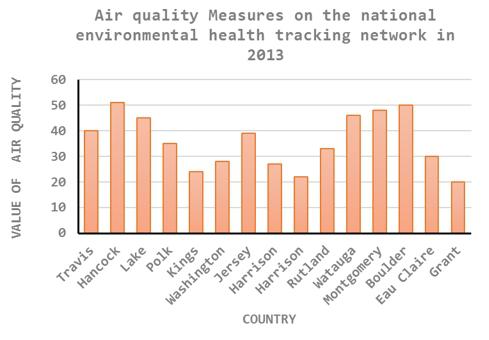 Air quality Measures on the national
environmental health tracking network in
2013
VALUE OF  AIR QUALITY
60
50
40
30
20
10
0
Travis
Hancock
Lake
Polk
Kings
Washington
Jersey
Harrison
Harrison
Rutland
Watauga
Montgomery
Boulder
Eau Claire
Grant
COUNTRY